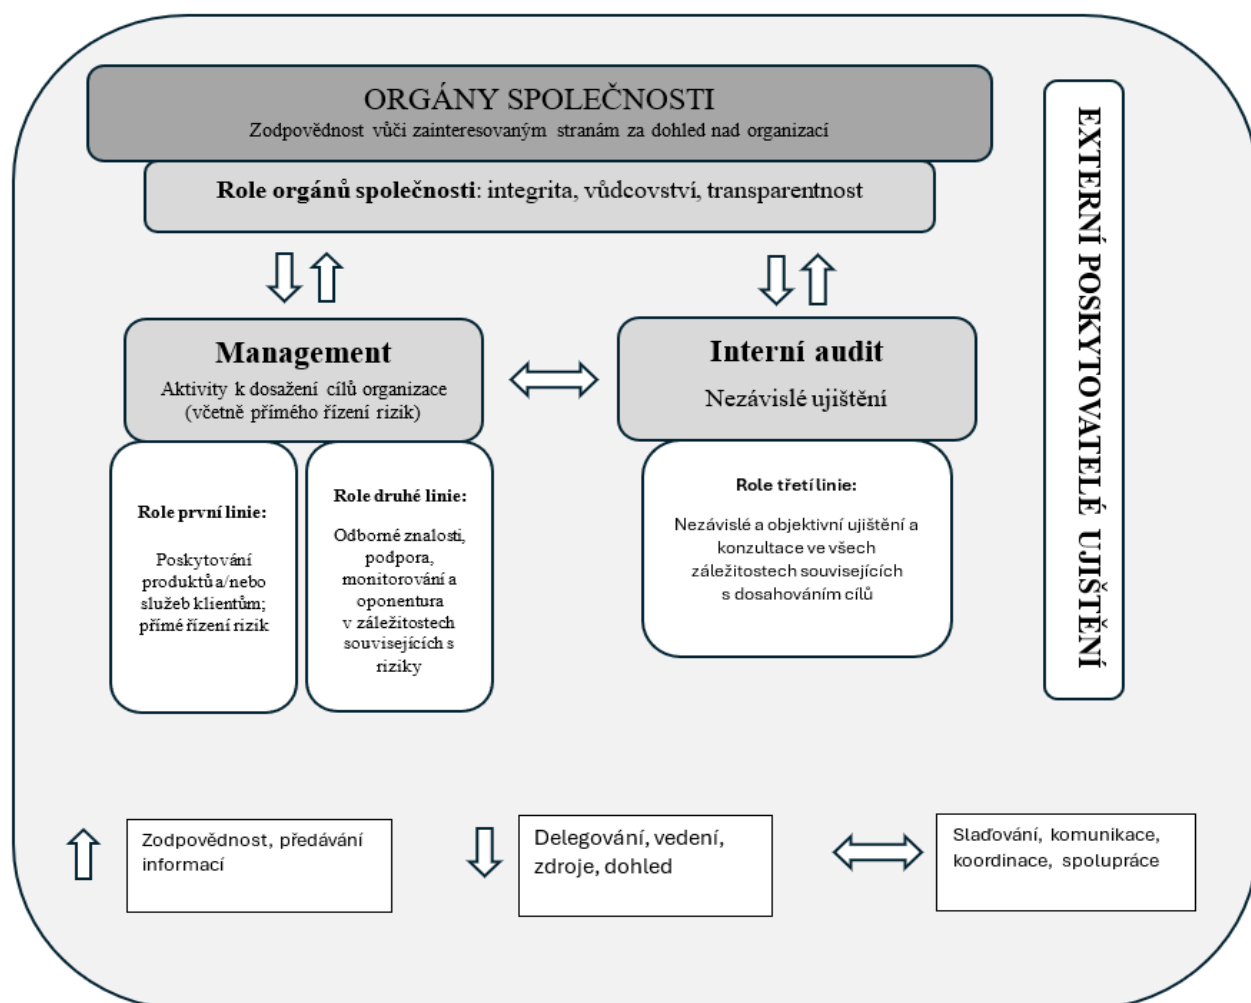 ORGÁNY SPOLEČNOSTI
Zodpovědnost vůči zainteresovaným stranám za dohled nad organizací
Role orgánů společnosti: integrita, vůdcovství, transparentnost
Management
Aktivity k dosažení cílů organizace
(včetně přímého řízení rizik)
Interní audit
Nezávislé ujištění
Role první linie:
Poskytování
produktů a/nebo
služeb klientům;
přímé řízení rizik
Role druhé linie:
Odborné znalosti,
podpora,
monitorování a
oponentura
v záležitostech
souvisejících s
riziky
Role třetí linie:
Nezávislé a objektivní ujištění a
konzultace ve všech
záležitostech souvisejících
s dosahováním cílů
EXTERNÍ POSKYTOVATELÉ UJIŠTĚNÍ
Zodpovědnost, předávání
informací
Delegování, vedení,
zdroje, dohled
Slaďování, komunikace,
koordinace, spolupráce